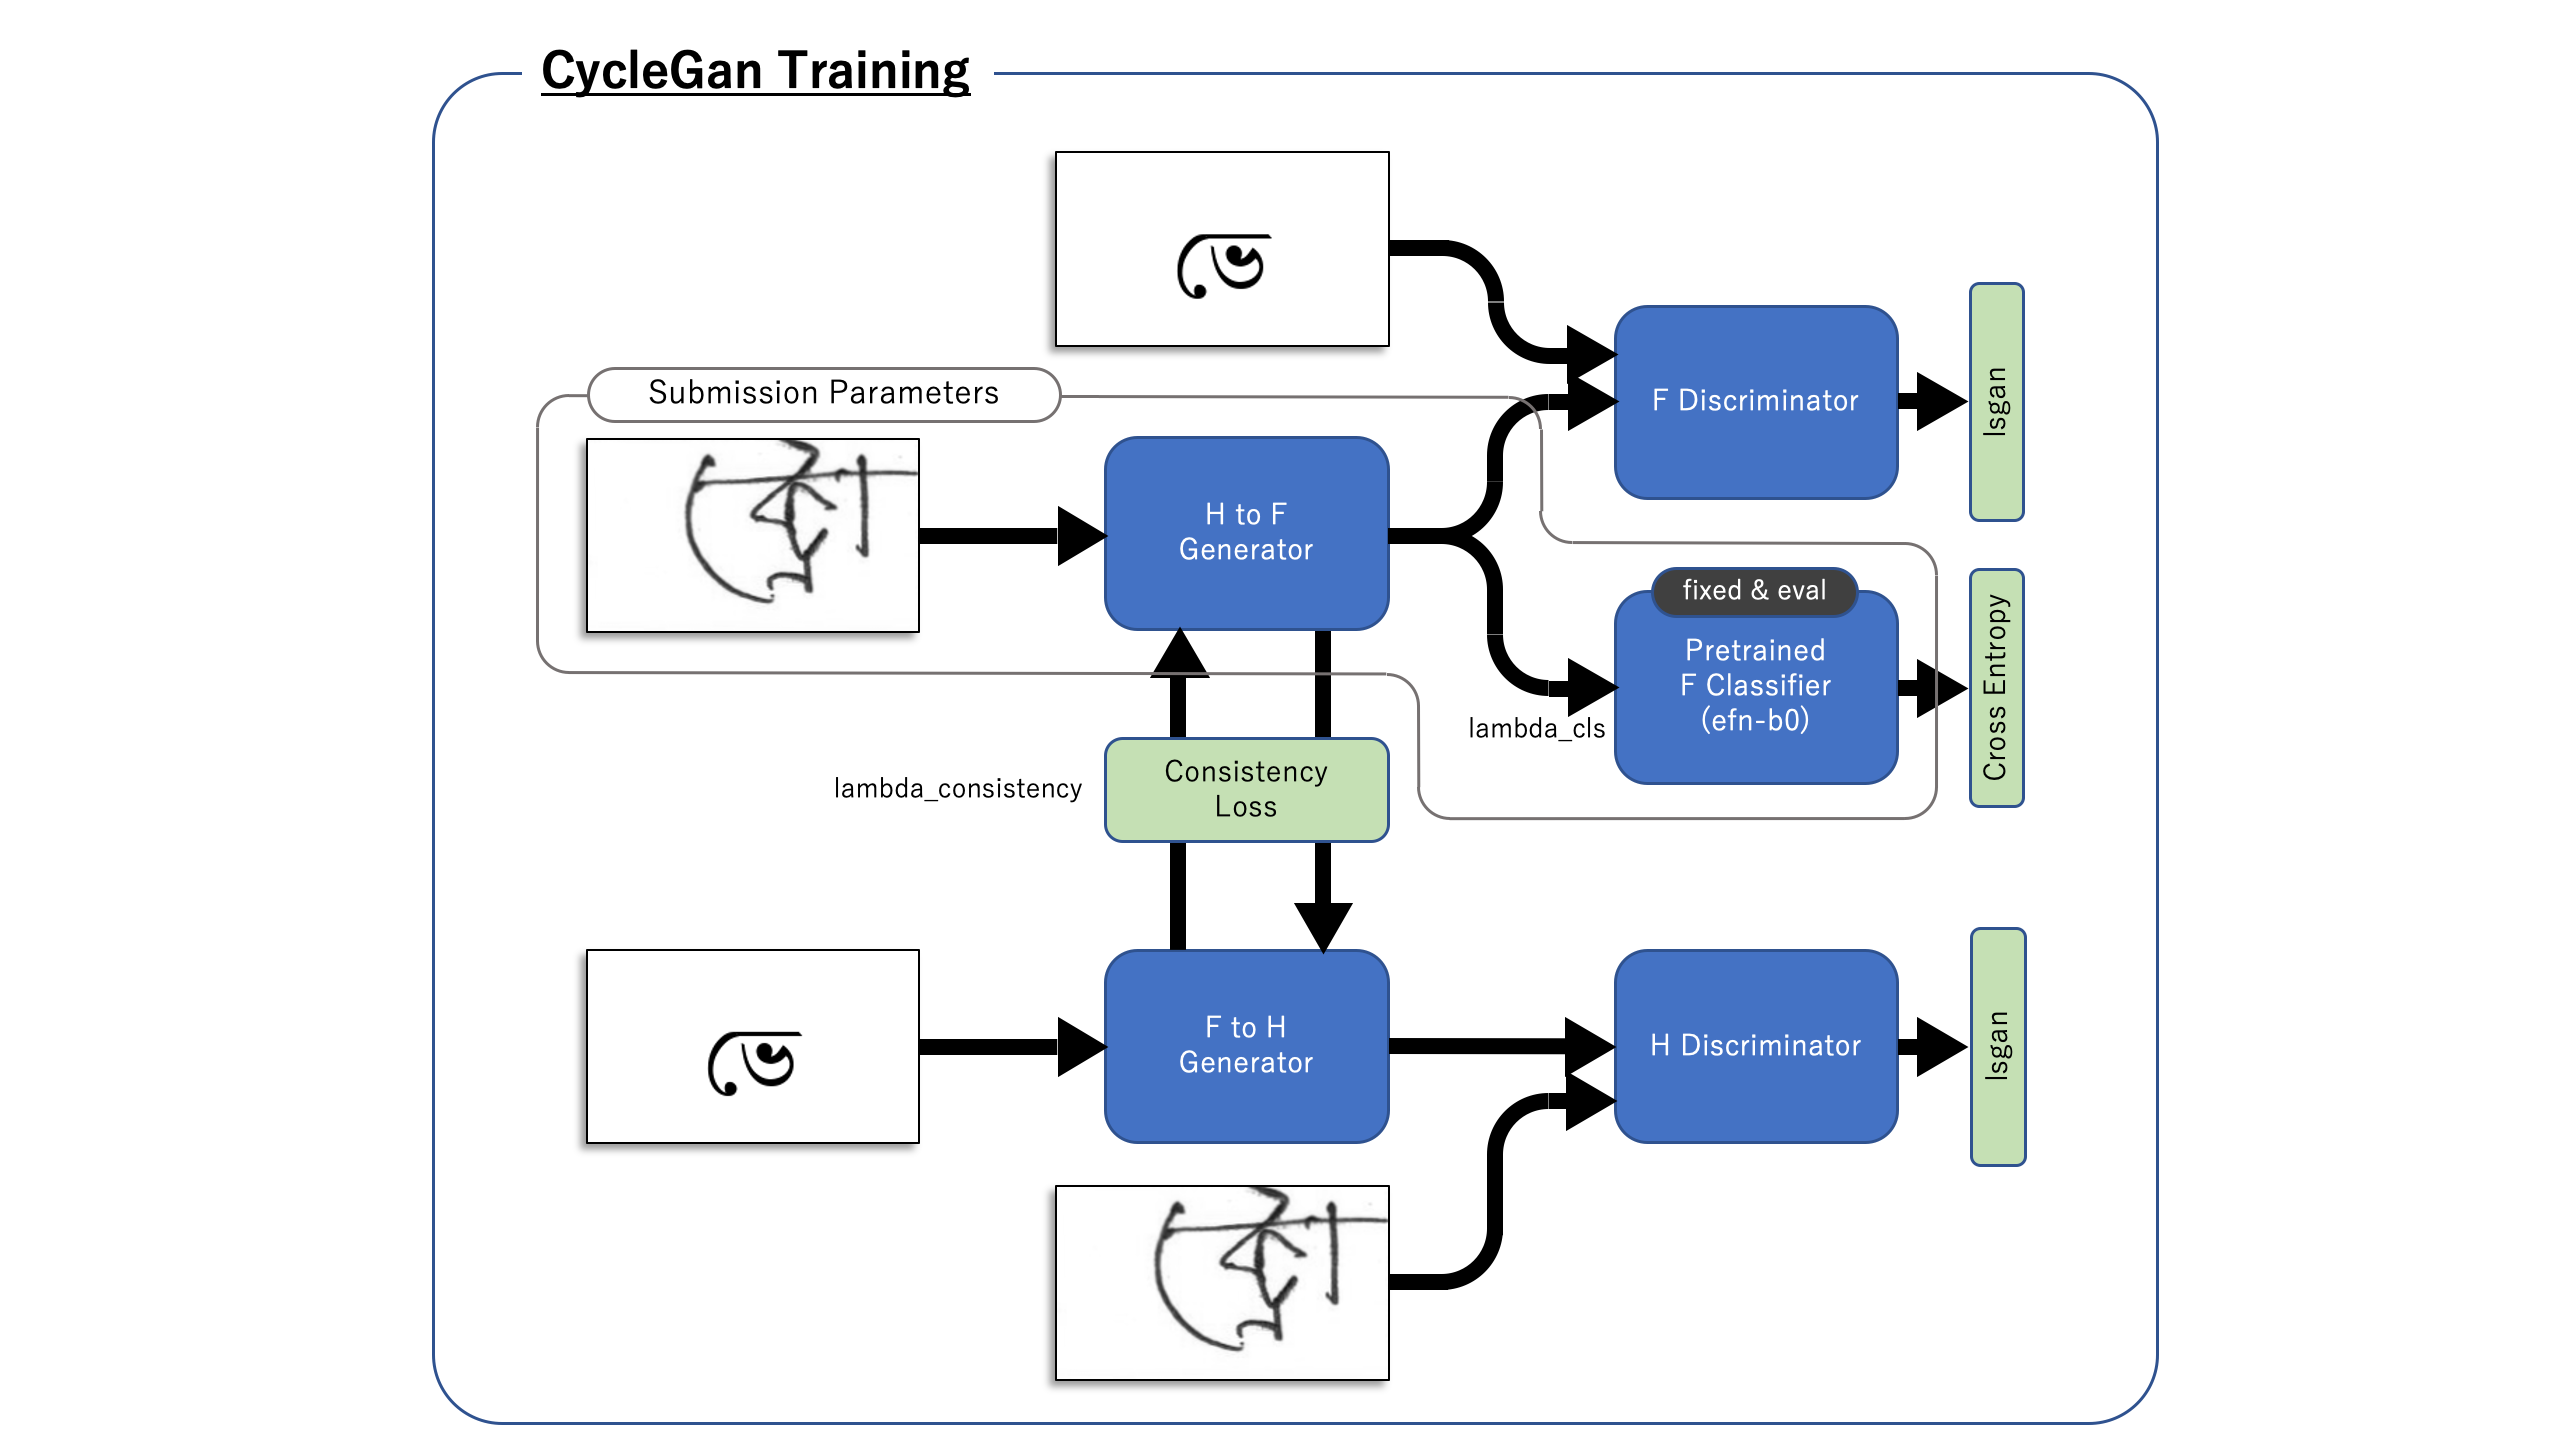 CycleGan Training
Submission Parameters
F Discriminator
lsgan
H to F
Generator
fixed & eval
Pretrained
F Classifier
(efn-b0)
Cross Entropy
lambda_cls
lambda_consistency
Consistency
Loss
F to H
Generator
H Discriminator
lsgan